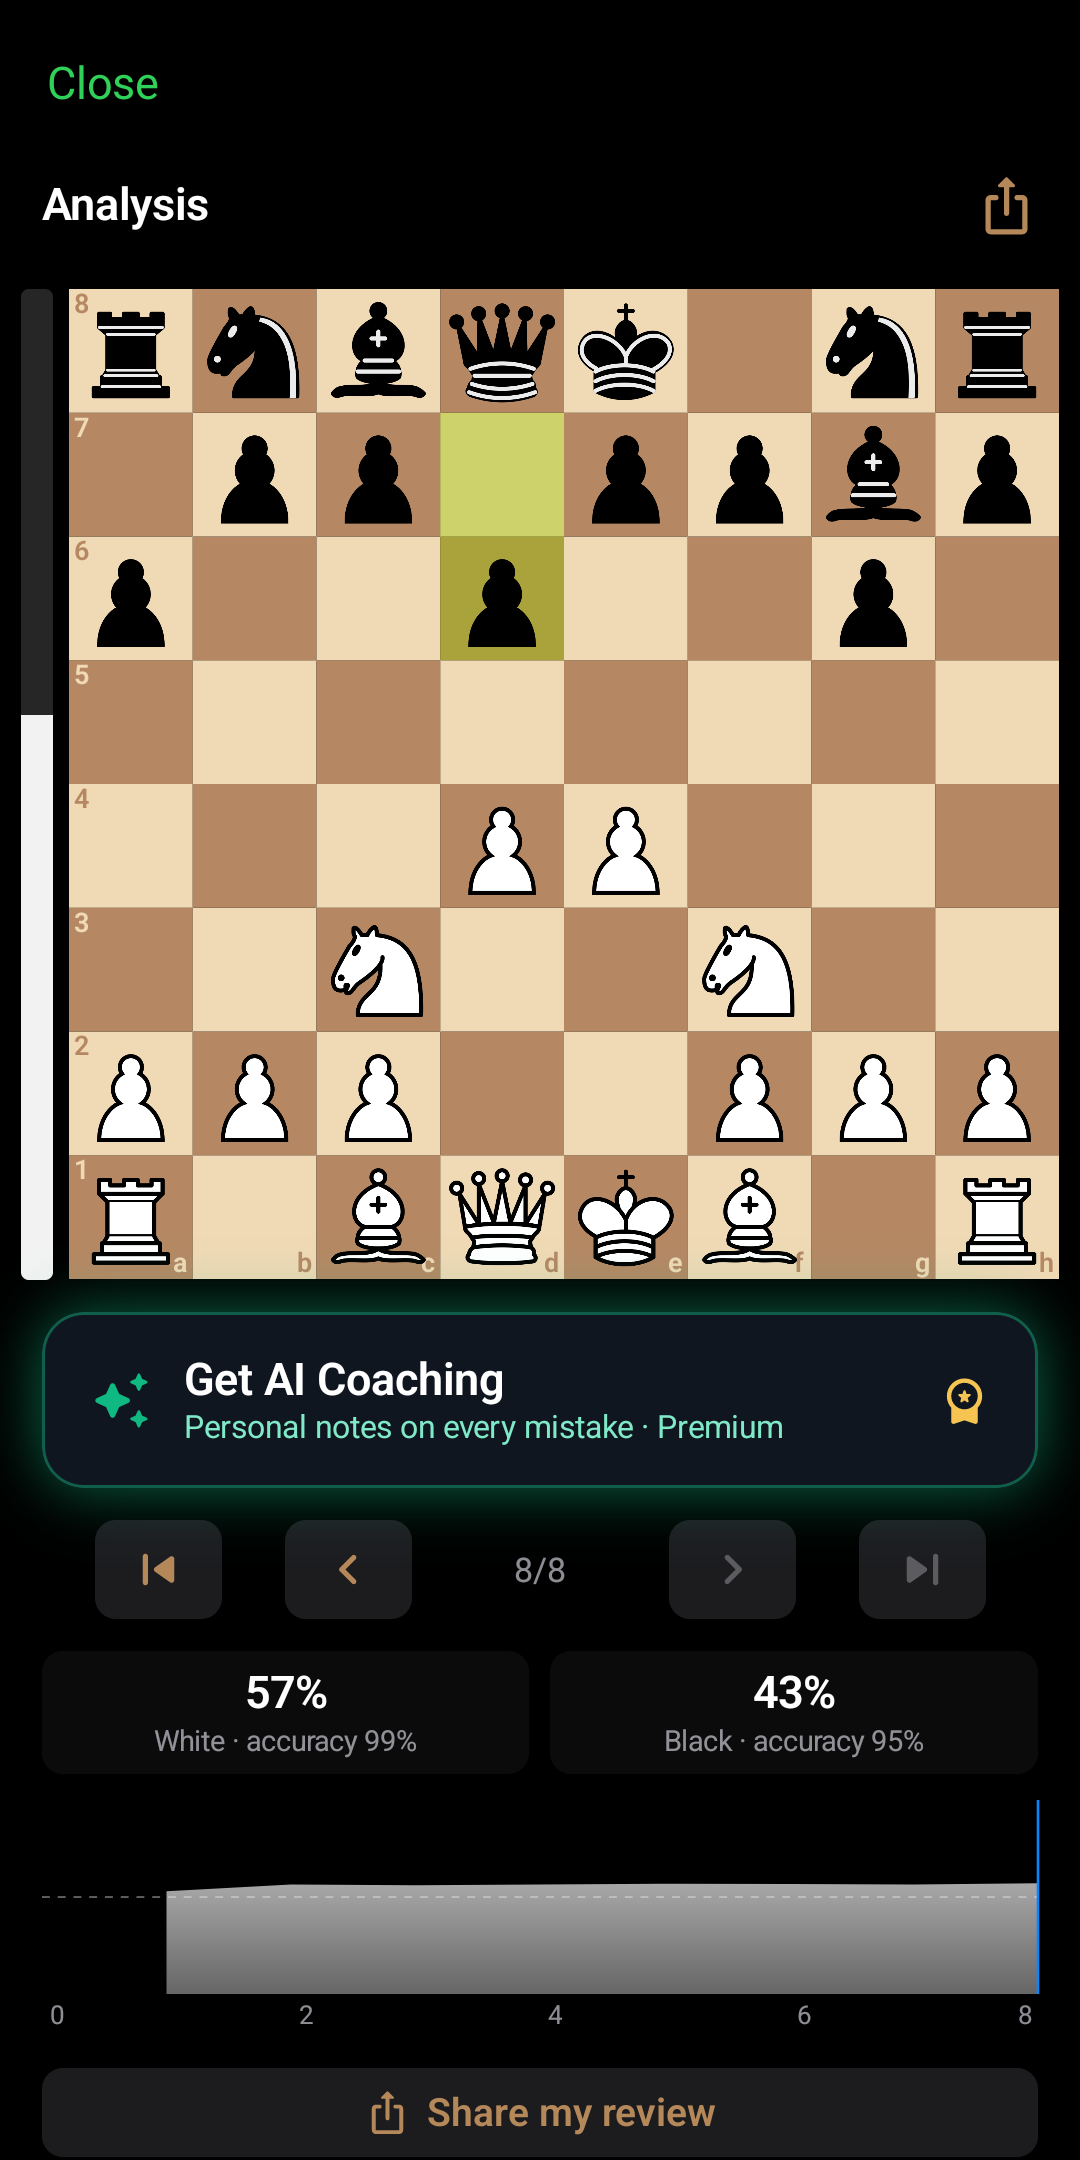 Close
Analysis
8
7
6
5
4
3
2
1
a b c d e f g h
Get AI Coaching
Personal notes on every mistake · Premium
8/8
57%
White · accuracy 99%
43%
Black · accuracy 95%
0 2 4 6 8
Share my review